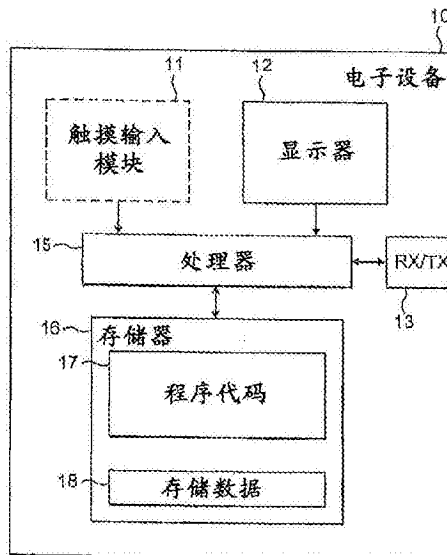 10
电子设备
11
12
触摸输入
模块
显示器
15
处理器
RX/TX
13
16
存储器
17
程序代码
18
存储数据